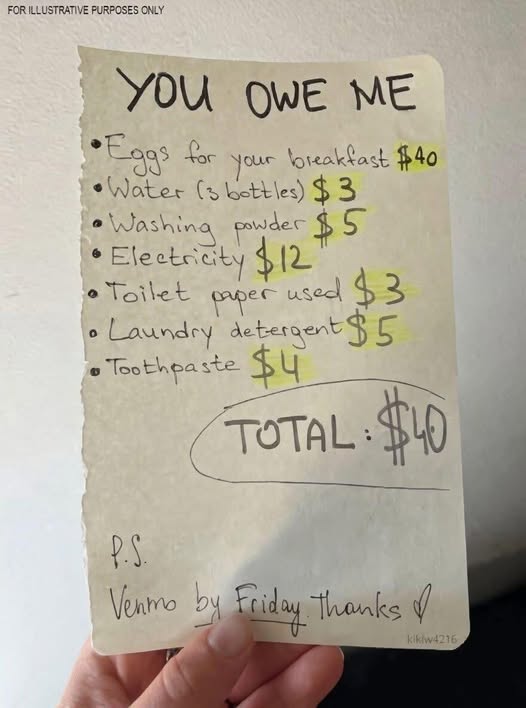 FOR ILLUSTRATIVE PURPOSES ONLY
YOU OWE ME
• Eggs for your breakfast $40
• Water (3 bottles) $3
• Washing powder $5
• Electricity $12
• Toilet paper used $3
• Laundry detergent $5
• Toothpaste $4
TOTAL: $40
P.S.
Venmo by Friday. Thanks ♡
kiklw4216